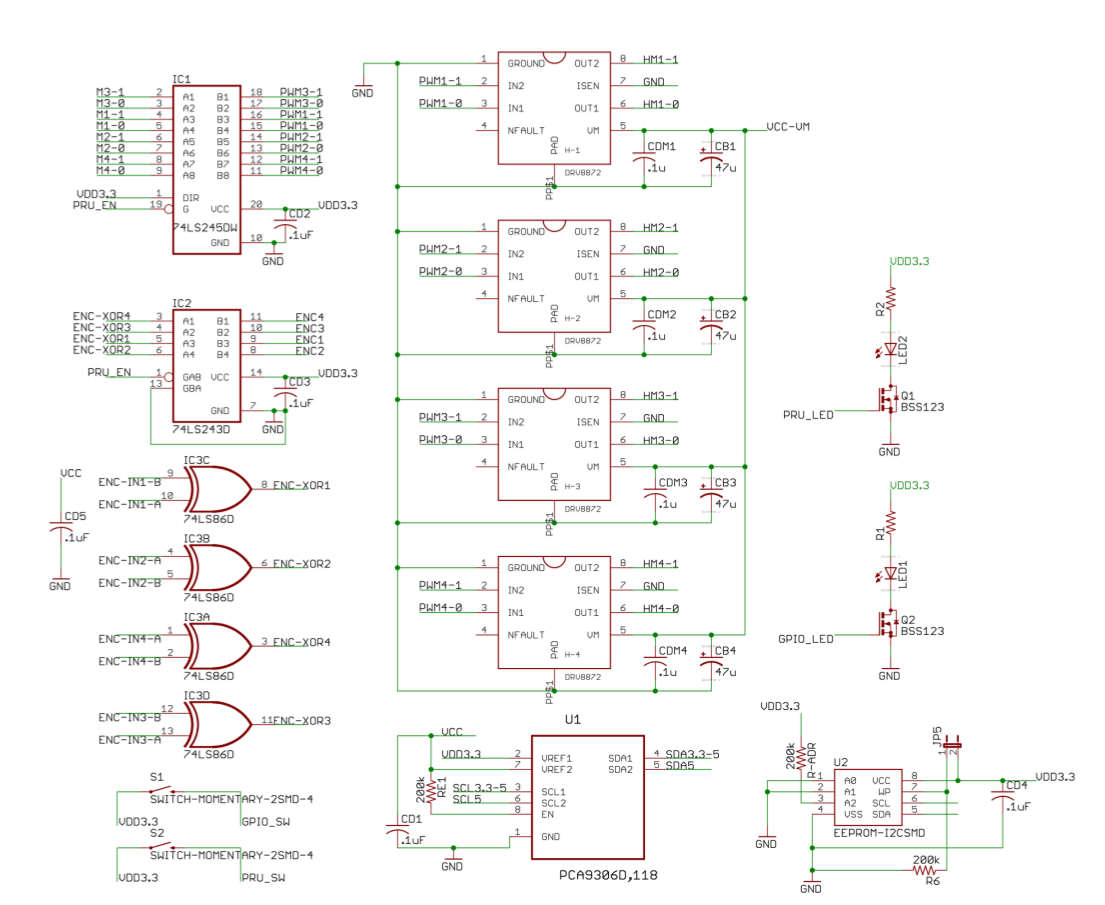 IC1
M3-1 2 A1 B1 18 PWM3-1
M3-0 3 A2 B2 17 PWM3-0
M1-1 4 A3 B3 16 PWM1-1
M1-0 5 A4 B4 15 PWM1-0
M2-1 6 A5 B5 14 PWM2-1
M2-0 7 A6 B6 13 PWM2-0
M4-1 8 A7 B7 12 PWM4-1
M4-0 9 A8 B8 11 PWM4-0
VDD3.3 1 DIR
PRU_EN 19 G VCC 20 VDD3.3
CD2
.1uF
74LS245DW
GND 10
GND
IC2
ENC-XOR4 3 A1 B1 11 ENC4
ENC-XOR3 4 A2 B2 10 ENC3
ENC-XOR1 5 A3 B3 9 ENC1
ENC-XOR2 6 A4 B4 8 ENC2
PRU_EN 1 GAB VCC 14 VDD3.3
13 GBA
CD3
.1uF
GND 7
GND
74LS243D
VCC
CD5
.1uF
GND
IC3C
ENC-IN1-B 9
ENC-IN1-A 10
8 ENC-XOR1
74LS86D
IC3B
ENC-IN2-A 4
ENC-IN2-B 5
6 ENC-XOR2
74LS86D
IC3A
ENC-IN4-A 1
ENC-IN4-B 2
3 ENC-XOR4
74LS86D
IC3D
ENC-IN3-B 12
ENC-IN3-A 13
11 ENC-XOR3
74LS86D
S1
SWITCH-MOMENTARY-2SMD-4
VDD3.3 GPIO_SW
S2
SWITCH-MOMENTARY-2SMD-4
VDD3.3 PRU_SW
GND
1 GROUND OUT2 8 HM1-1
PWM1-1 2 IN2 ISEN 7 GND
PWM1-0 3 IN1 OUT1 6 HM1-0
4 NFAULT VM 5 VCC-VM
PAD H-1
DRV8872
PP$1
CDM1
.1u
CB1
47u
1 GROUND OUT2 8 HM2-1
PWM2-1 2 IN2 ISEN 7 GND
PWM2-0 3 IN1 OUT1 6 HM2-0
4 NFAULT VM 5
PAD H-2
DRV8872
PP$1
CDM2
.1u
CB2
47u
1 GROUND OUT2 8 HM3-1
PWM3-1 2 IN2 ISEN 7 GND
PWM3-0 3 IN1 OUT1 6 HM3-0
4 NFAULT VM 5
PAD H-3
DRV8872
PP$1
CDM3
.1u
CB3
47u
1 GROUND OUT2 8 HM4-1
PWM4-1 2 IN2 ISEN 7 GND
PWM4-0 3 IN1 OUT1 6 HM4-0
4 NFAULT VM 5
PAD H-4
DRV8872
PP$1
CDM4
.1u
CB4
47u
U1
VCC
VDD3.3 2 VREF1 SDA1 4 SDA3.3-5
7 VREF2 SDA2 5 SDA5
200k
RE1
SCL3.3-5 3 SCL1
SCL5 6 SCL2
8 EN
1 GND
CD1
.1uF
GND
PCA9306D,118
VDD3.3
R2
LED2
Q1
BSS123
PRU_LED
GND
VDD3.3
R1
LED1
Q2
BSS123
GPIO_LED
GND
VDD3.3
200k
R-ADR
JP5
1 2
U2
1 A0 VCC 8 VDD3.3
2 A1 WP 7
3 A2 SCL 6
4 VSS SDA 5
EEPROM-I2CSMD
CD4
.1uF
GND
200k
R6
GND